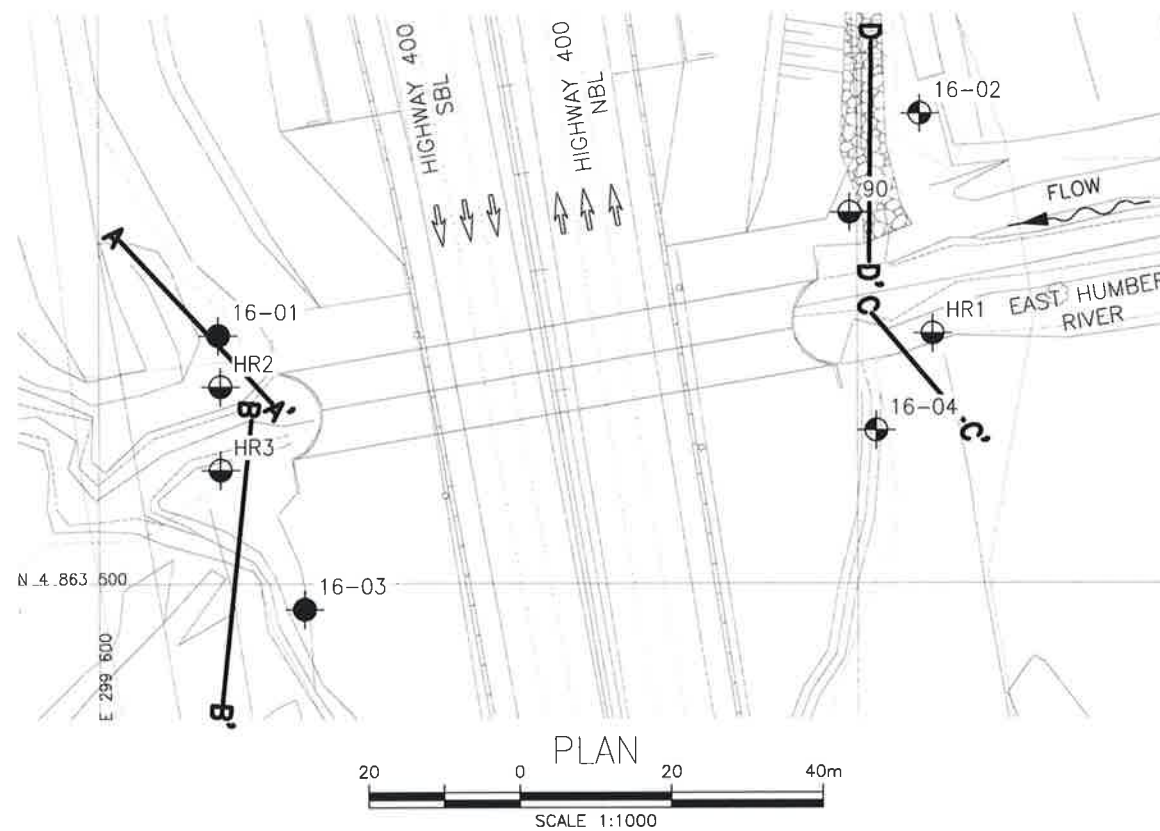 D
16-02
HIGHWAY 400
SBL
HIGHWAY 400
NBL
90
FLOW
A
D'
C
EAST HUMBER
RIVER
16-01
HR1
HR2
A'
B
16-04
C'
HR3
N 4 863 500
16-03
E 299 600
B'
PLAN
20 0 20 40m
SCALE 1:1000